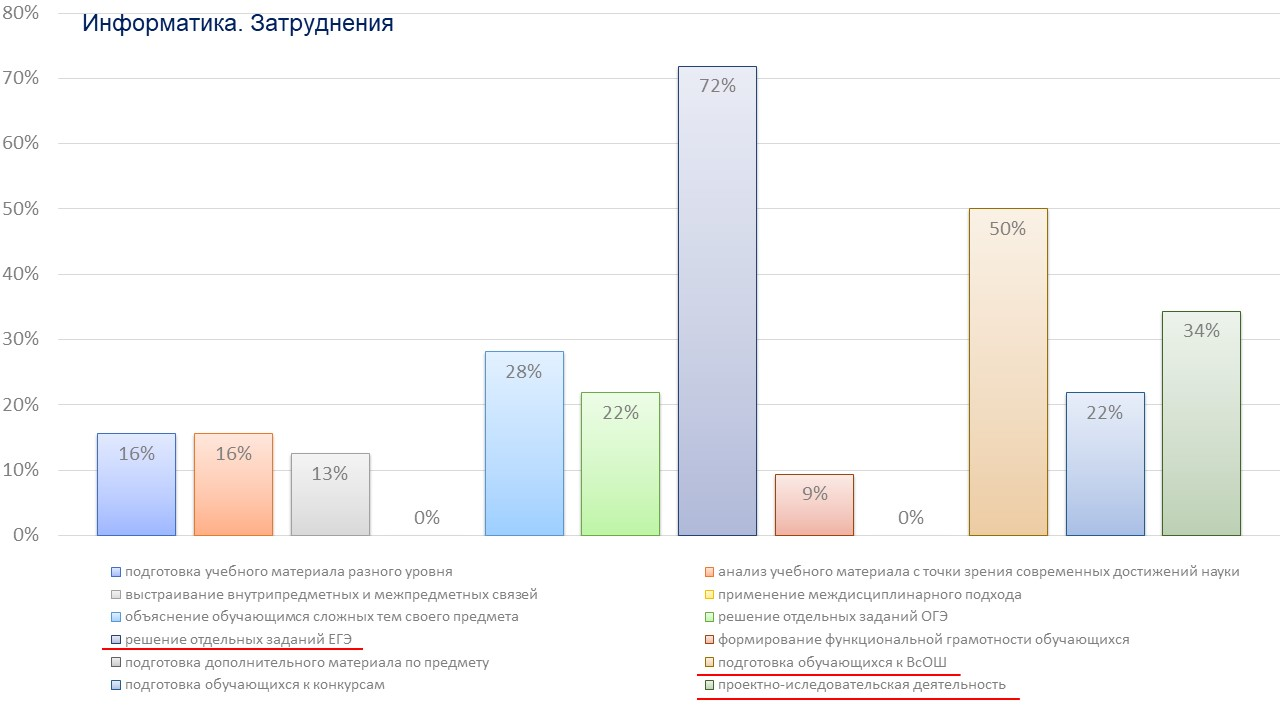 80%
Информатика. Затруднения
70%
72%
60%
50%
50%
40%
30%
34%
28%
20%
22%
22%
16%
16%
13%
10%
9%
0%
0%
0%
подготовка учебного материала разного уровня
анализ учебного материала с точки зрения современных достижений науки
выстраивание внутрипредметных и межпредметных связей
применение междисциплинарного подхода
объяснение обучающимся сложных тем своего предмета
решение отдельных заданий ОГЭ
решение отдельных заданий ЕГЭ
формирование функциональной грамотности обучающихся
подготовка дополнительного материала по предмету
подготовка обучающихся к ВсОШ
подготовка обучающихся к конкурсам
проектно-иследовательская деятельность